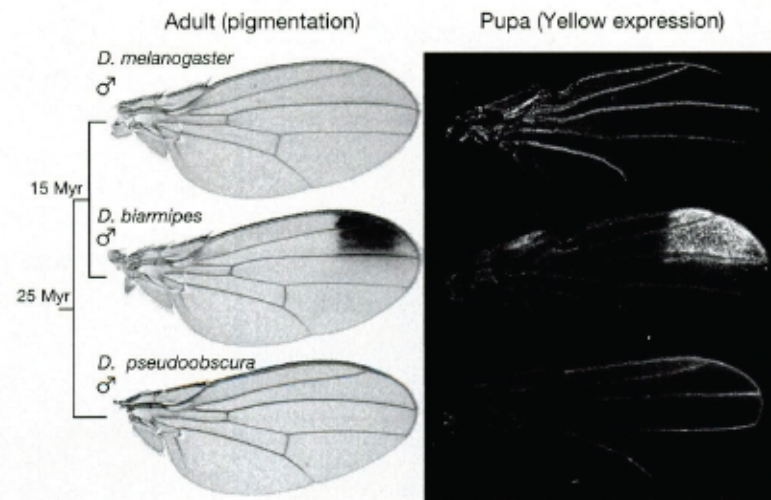 Adult (pigmentation)
Pupa (Yellow expression)
D. melanogaster
♂
15 Myr
D. biarmipes
♂
25 Myr
D. pseudoobscura
♂